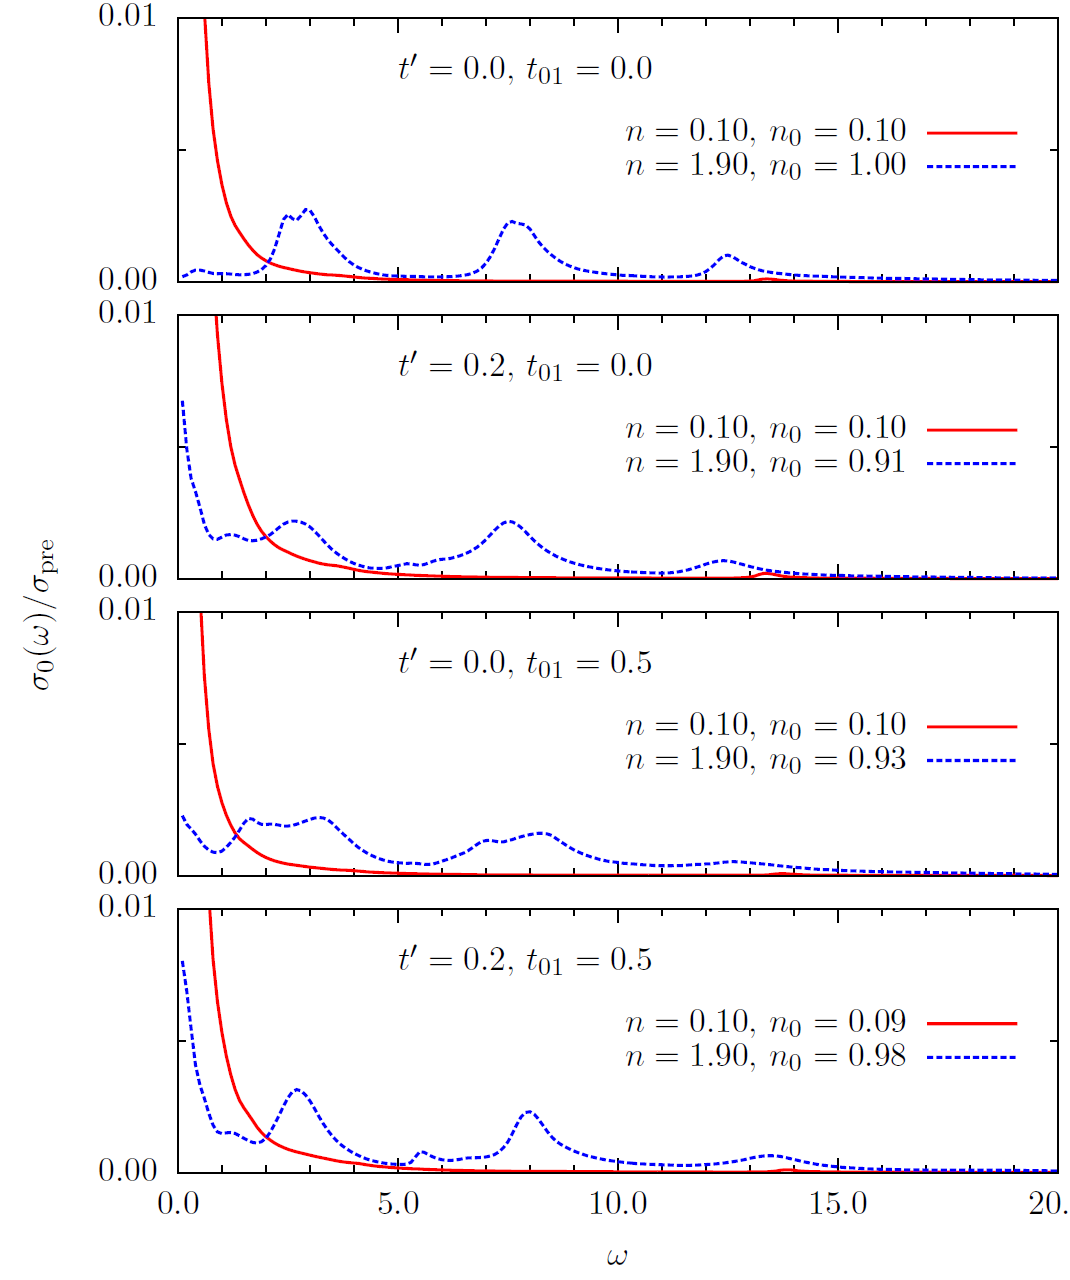 0.01
t′ = 0.0, t₀₁ = 0.0
n = 0.10, n₀ = 0.10
n = 1.90, n₀ = 1.00
0.00
0.01
t′ = 0.2, t₀₁ = 0.0
n = 0.10, n₀ = 0.10
n = 1.90, n₀ = 0.91
0.00
σ₀(ω)/σpre
0.01
t′ = 0.0, t₀₁ = 0.5
n = 0.10, n₀ = 0.10
n = 1.90, n₀ = 0.93
0.00
0.01
t′ = 0.2, t₀₁ = 0.5
n = 0.10, n₀ = 0.09
n = 1.90, n₀ = 0.98
0.00
0.0 5.0 10.0 15.0 20.
ω